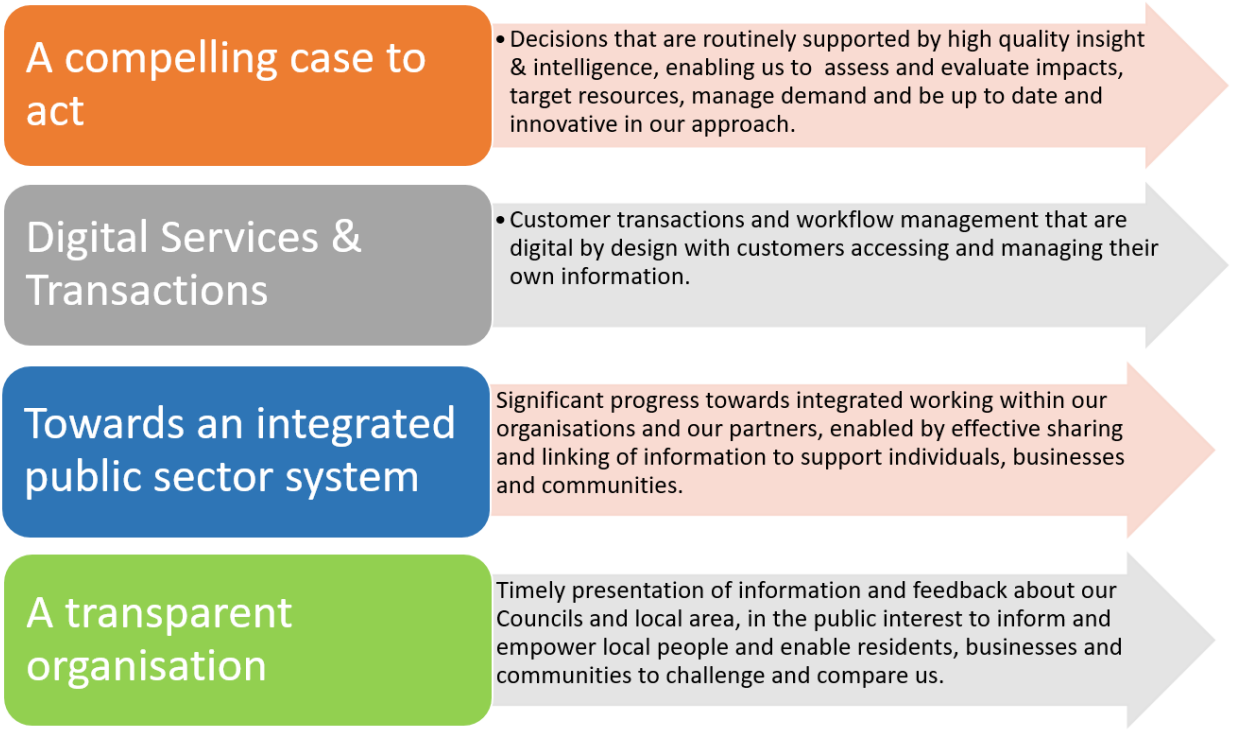 A compelling case to
act
• Decisions that are routinely supported by high quality insight
& intelligence, enabling us to  assess and evaluate impacts,
target resources, manage demand and be up to date and
innovative in our approach.
Digital Services &
Transactions
• Customer transactions and workflow management that are
digital by design with customers accessing and managing their
own information.
Towards an integrated
public sector system
Significant progress towards integrated working within our
organisations and our partners, enabled by effective sharing
and linking of information to support individuals, businesses
and communities.
A transparent
organisation
Timely presentation of information and feedback about our
Councils and local area, in the public interest to inform and
empower local people and enable residents, businesses and
communities to challenge and compare us.